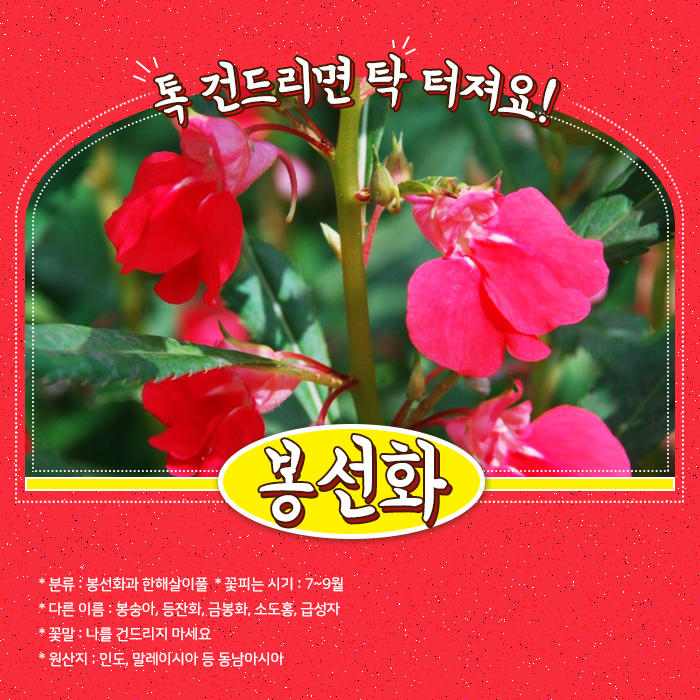 톡 건드리면 탁 터져요!
봉선화
* 분류 : 봉선화과 한해살이풀 * 꽃피는 시기 : 7~9월
* 다른 이름 : 봉송아, 등잔화, 금봉화, 소도홍, 급성자
* 꽃말 : 나를 건드리지 마세요
* 원산지 : 인도, 말레이시아 등 동남아시아